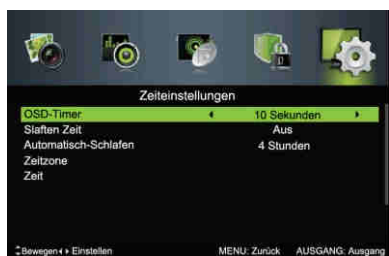 Zeiteinstellungen
OSD-Timer 10 Sekunden
Slaften Zeit Aus
Automatisch-Schlafen 4 Stunden
Zeitzone
Zeit
Bewegen Einstellen MENU: Zurück AUSGANG: Ausgang